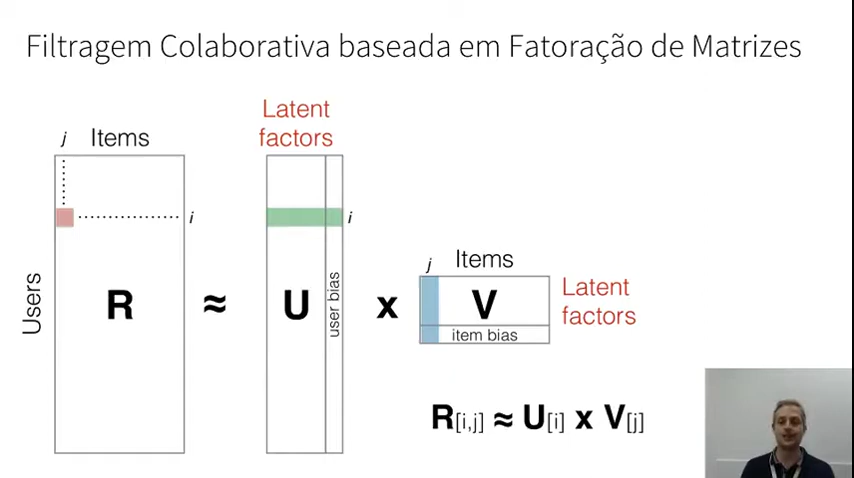 Filtragem Colaborativa baseada em Fatoração de Matrizes
Latent
factors
j Items
i
i
Users
R
≈
U
user bias
x
j Items
V
item bias
Latent
factors
R[i,j] ≈ U[i] x V[j]